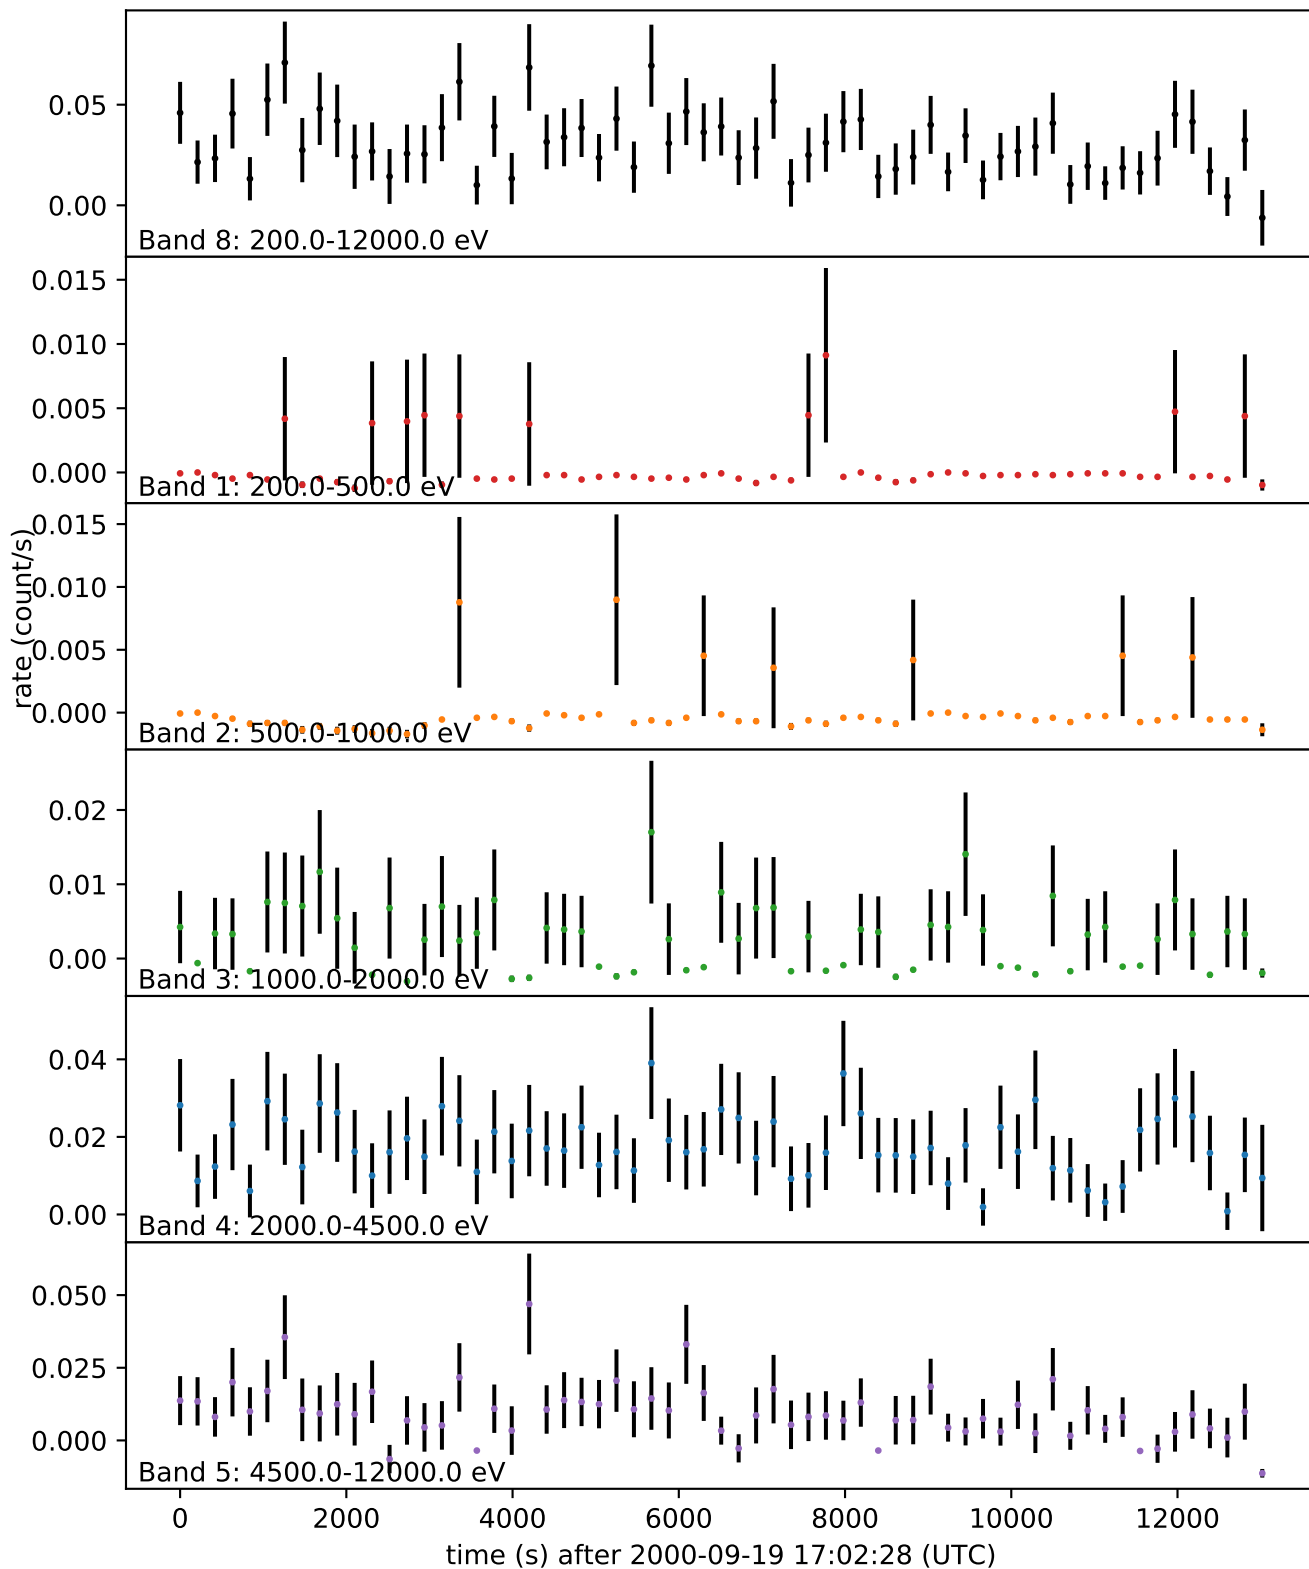 0.05
0.00
Band 8: 200.0-12000.0 eV
0.015
0.010
0.005
0.000
Band 1: 200.0-500.0 eV
rate (count/s)
0.015
0.010
0.005
0.000
Band 2: 500.0-1000.0 eV
0.02
0.01
0.00
Band 3: 1000.0-2000.0 eV
0.04
0.02
0.00
Band 4: 2000.0-4500.0 eV
0.050
0.025
0.000
Band 5: 4500.0-12000.0 eV
0 2000 4000 6000 8000 10000 12000
time (s) after 2000-09-19 17:02:28 (UTC)